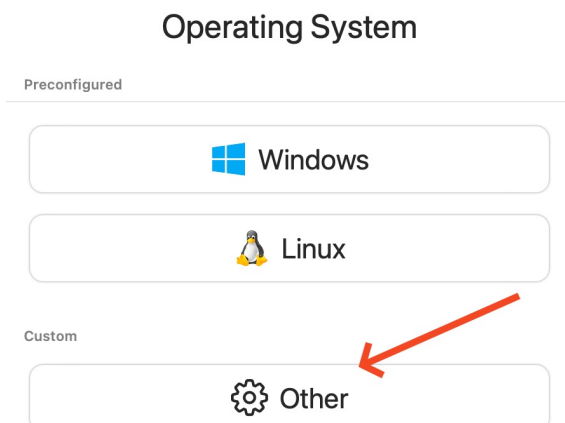 Operating System
Preconfigured
Windows
Linux
Custom
Other